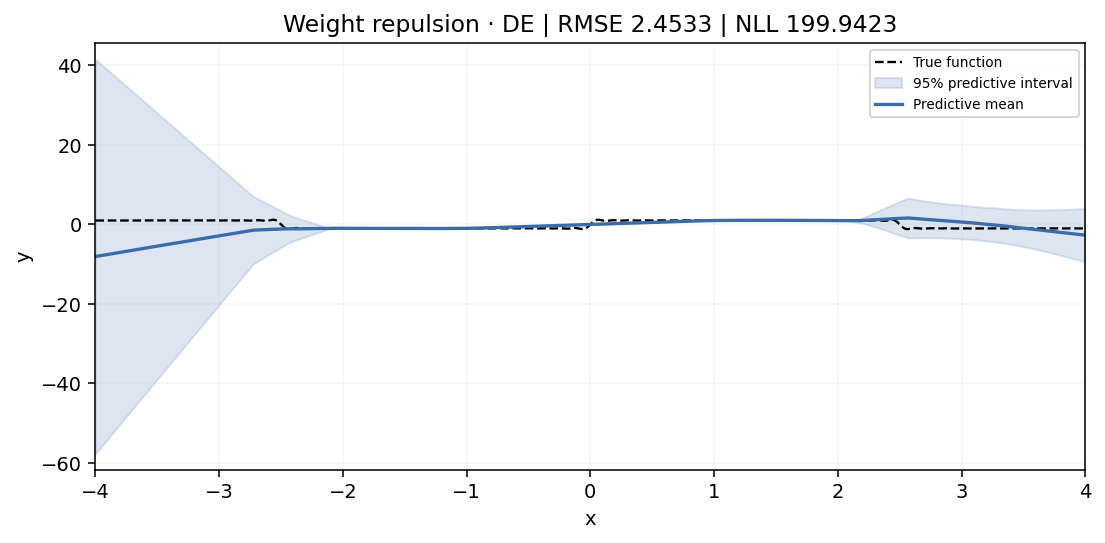 Weight repulsion · DE | RMSE 2.4533 | NLL 199.9423
True function
95% predictive interval
Predictive mean
y
40
20
0
−20
−40
−60
−4
−3
−2
−1
0
1
2
3
4
x